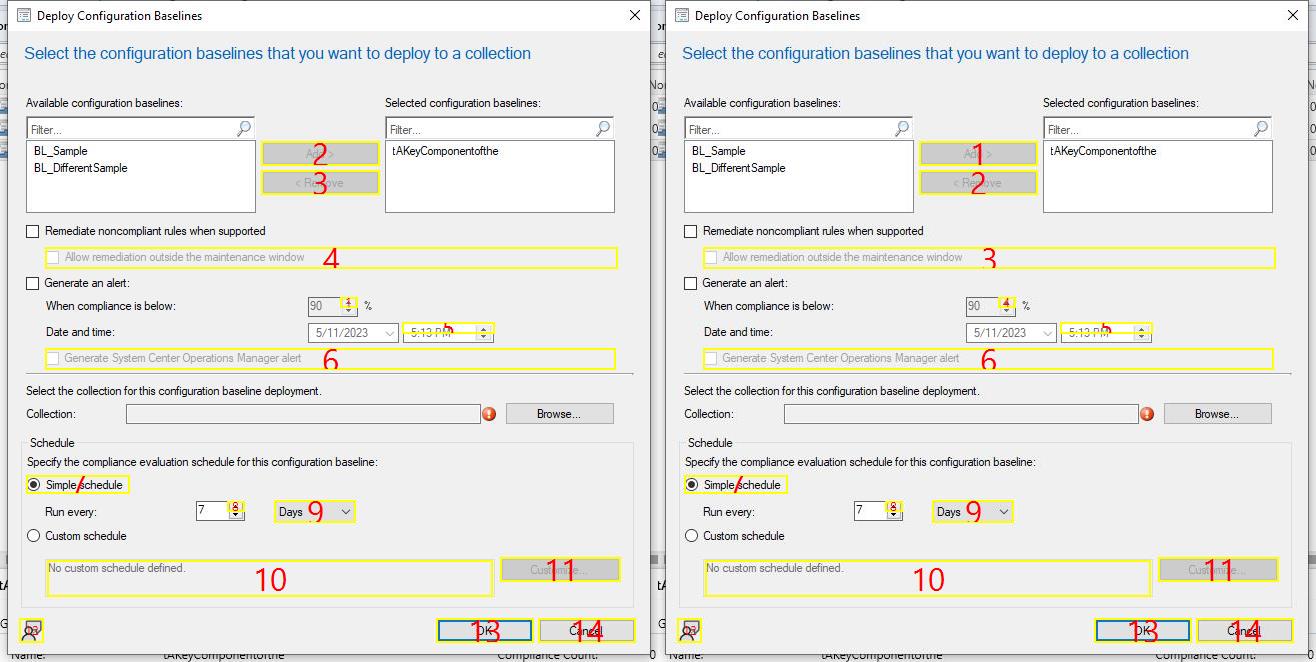 Deploy Configuration Baselines
Select the configuration baselines that you want to deploy to a collection
Available configuration baselines:
Selected configuration baselines:
Filter...
Filter...
BL_Sample
BL_DifferentSample
2
< Remove
3
tAKeyComponentofthe
Remediate noncompliant rules when supported
Allow remediation outside the maintenance window
4
Generate an alert:
When compliance is below:
90
1
%
Date and time:
5/11/2023
5:13 PM
5
Generate System Center Operations Manager alert
6
Select the collection for this configuration baseline deployment.
Collection:
Browse...
Schedule
Specify the compliance evaluation schedule for this configuration baseline:
Simple schedule
7
Run every:
7
8
Days
9
Custom schedule
No custom schedule defined.
10
Customize...
11
OK
13
Cancel
14
Deploy Configuration Baselines
Select the configuration baselines that you want to deploy to a collection
Available configuration baselines:
Selected configuration baselines:
Filter...
Filter...
BL_Sample
BL_DifferentSample
1
< Remove
2
tAKeyComponentofthe
Remediate noncompliant rules when supported
Allow remediation outside the maintenance window
3
Generate an alert:
When compliance is below:
90
4
%
Date and time:
5/11/2023
5:13 PM
5
Generate System Center Operations Manager alert
6
Select the collection for this configuration baseline deployment.
Collection:
Browse...
Schedule
Specify the compliance evaluation schedule for this configuration baseline:
Simple schedule
7
Run every:
7
8
Days
9
Custom schedule
No custom schedule defined.
10
Customize...
11
OK
13
Cancel
14